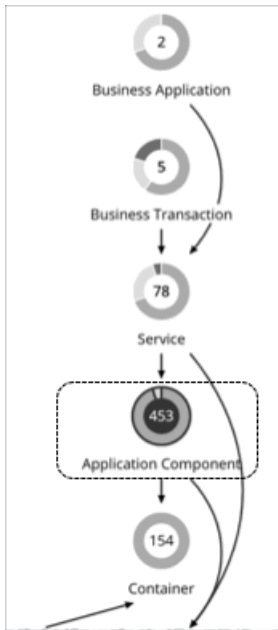 2
Business Application
5
Business Transaction
78
Service
453
Application Component
154
Container